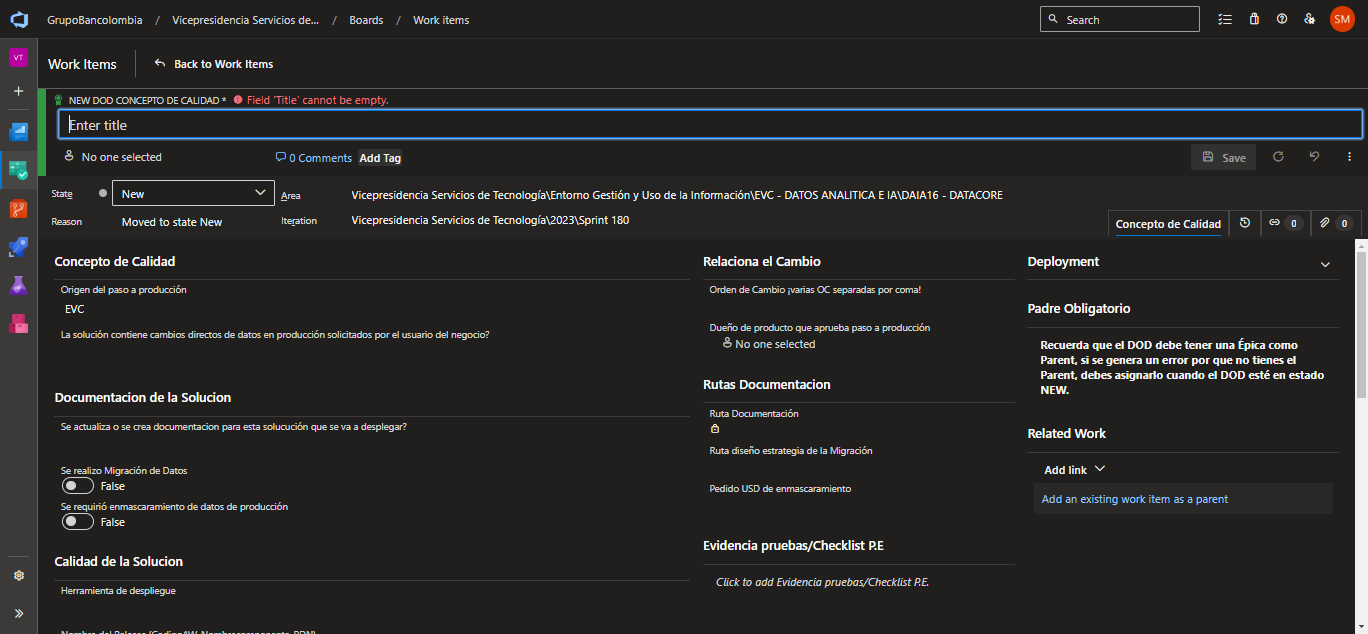 GrupoBancolombia / Vicepresidencia Servicios de... / Boards / Work items
Search
SM
VT
Work Items
Back to Work Items
NEW DOD CONCEPTO DE CALIDAD * Field 'Title' cannot be empty.
Enter title
No one selected
0 Comments
Add Tag
Save
State
New
Area
Vicepresidencia Servicios de Tecnología\Entorno Gestión y Uso de la Información\EVC - DATOS ANALITICA E IA\DAIA16 - DATACORE
Reason
Moved to state New
Iteration
Vicepresidencia Servicios de Tecnología\2023\Sprint 180
Concepto de Calidad
0
0
Concepto de Calidad
Origen del paso a producción
EVC
La solución contiene cambios directos de datos en producción solicitados por el usuario del negocio?
Documentacion de la Solucion
Se actualiza o se crea documentacion para esta solucución que se va a desplegar?
Se realizo Migración de Datos
False
Se requirió enmascaramiento de datos de producción
False
Calidad de la Solucion
Herramienta de despliegue
Nombre del Release (CodigoAW_Nombrecomponente_PDN)
Relaciona el Cambio
Orden de Cambio ¡varias OC separadas por coma!
Dueño de producto que aprueba paso a producción
No one selected
Rutas Documentacion
Ruta Documentación
Ruta diseño estrategia de la Migración
Pedido USD de enmascaramiento
Evidencia pruebas/Checklist P.E
Click to add Evidencia pruebas/Checklist P.E.
Deployment
Padre Obligatorio
Recuerda que el DOD debe tener una Épica como
Parent, si se genera un error por que no tienes el
Parent, debes asignarlo cuando el DOD esté en estado
NEW.
Related Work
Add link
Add an existing work item as a parent